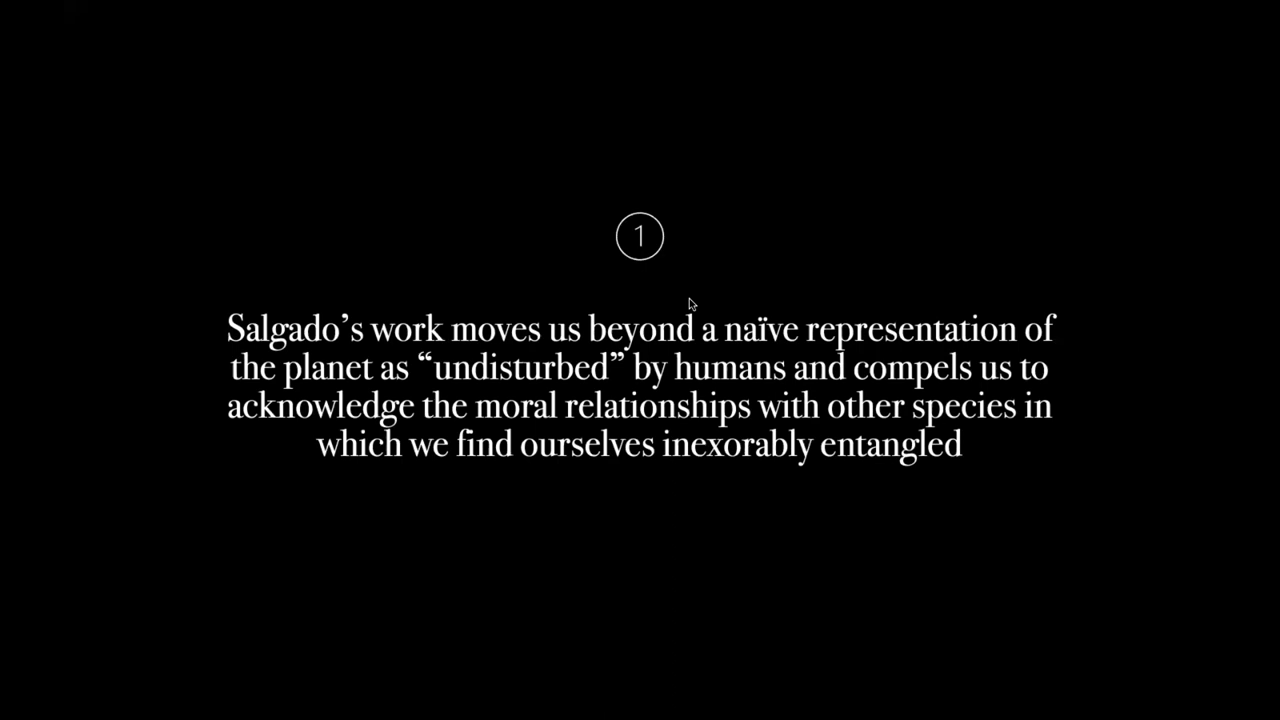 1
Salgado’s work moves us beyond a naïve representation of
the planet as “undisturbed” by humans and compels us to
acknowledge the moral relationships with other species in
which we find ourselves inexorably entangled